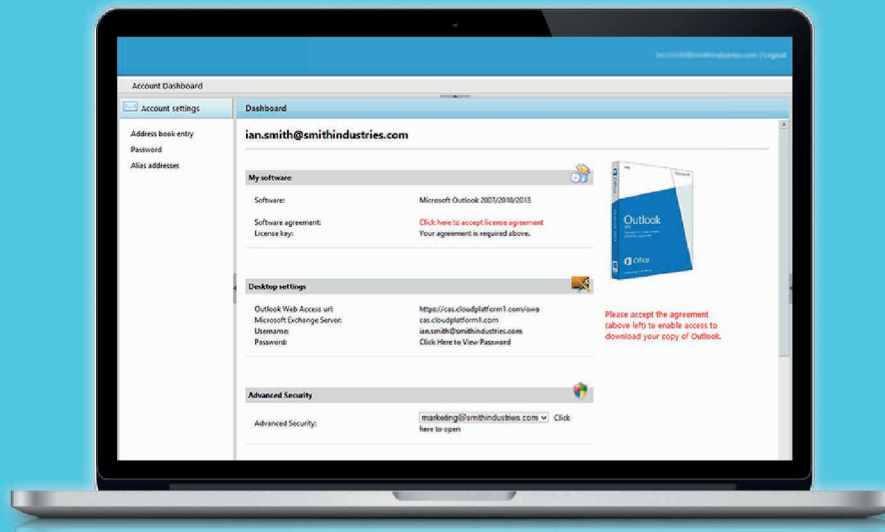 Account Dashboard
Account settings
Address book entry
Password
Alias addresses
Dashboard
ian.smith@smithindustries.com
My software
Software: Microsoft Outlook 2007/2010/2013
Software agreement: Click here to accept license agreement
License key: Your agreement is required above.
Desktop settings
Outlook Web Access url: https://cas.cloudplatform1.com/owa
Microsoft Exchange Server: cas.cloudplatform1.com
Username: ian.smith@smithindustries.com
Password: Click Here to View Password
Advanced Security
Advanced Security: marketing@smithindustries.com Click
here to open
Outlook
Office
Please accept the agreement
(above left) to enable access to
download your copy of Outlook.